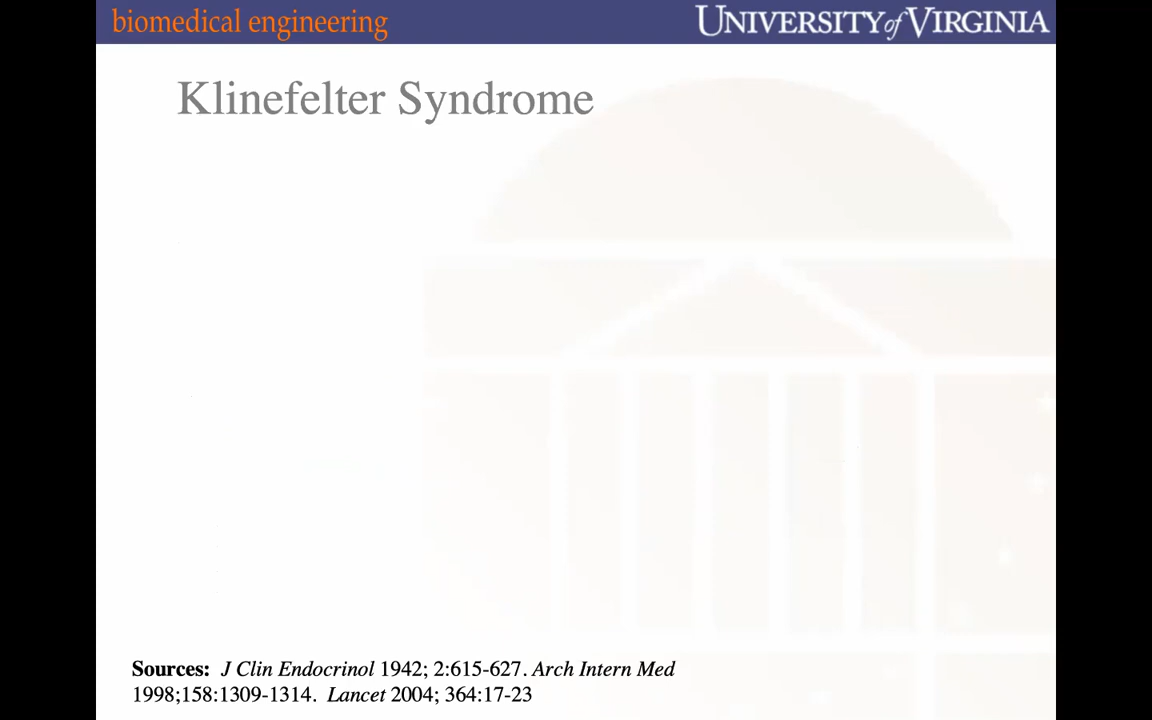 biomedical engineering
UNIVERSITY of VIRGINIA
Klinefelter Syndrome
Sources: J Clin Endocrinol 1942; 2:615-627. Arch Intern Med
1998;158:1309-1314. Lancet 2004; 364:17-23